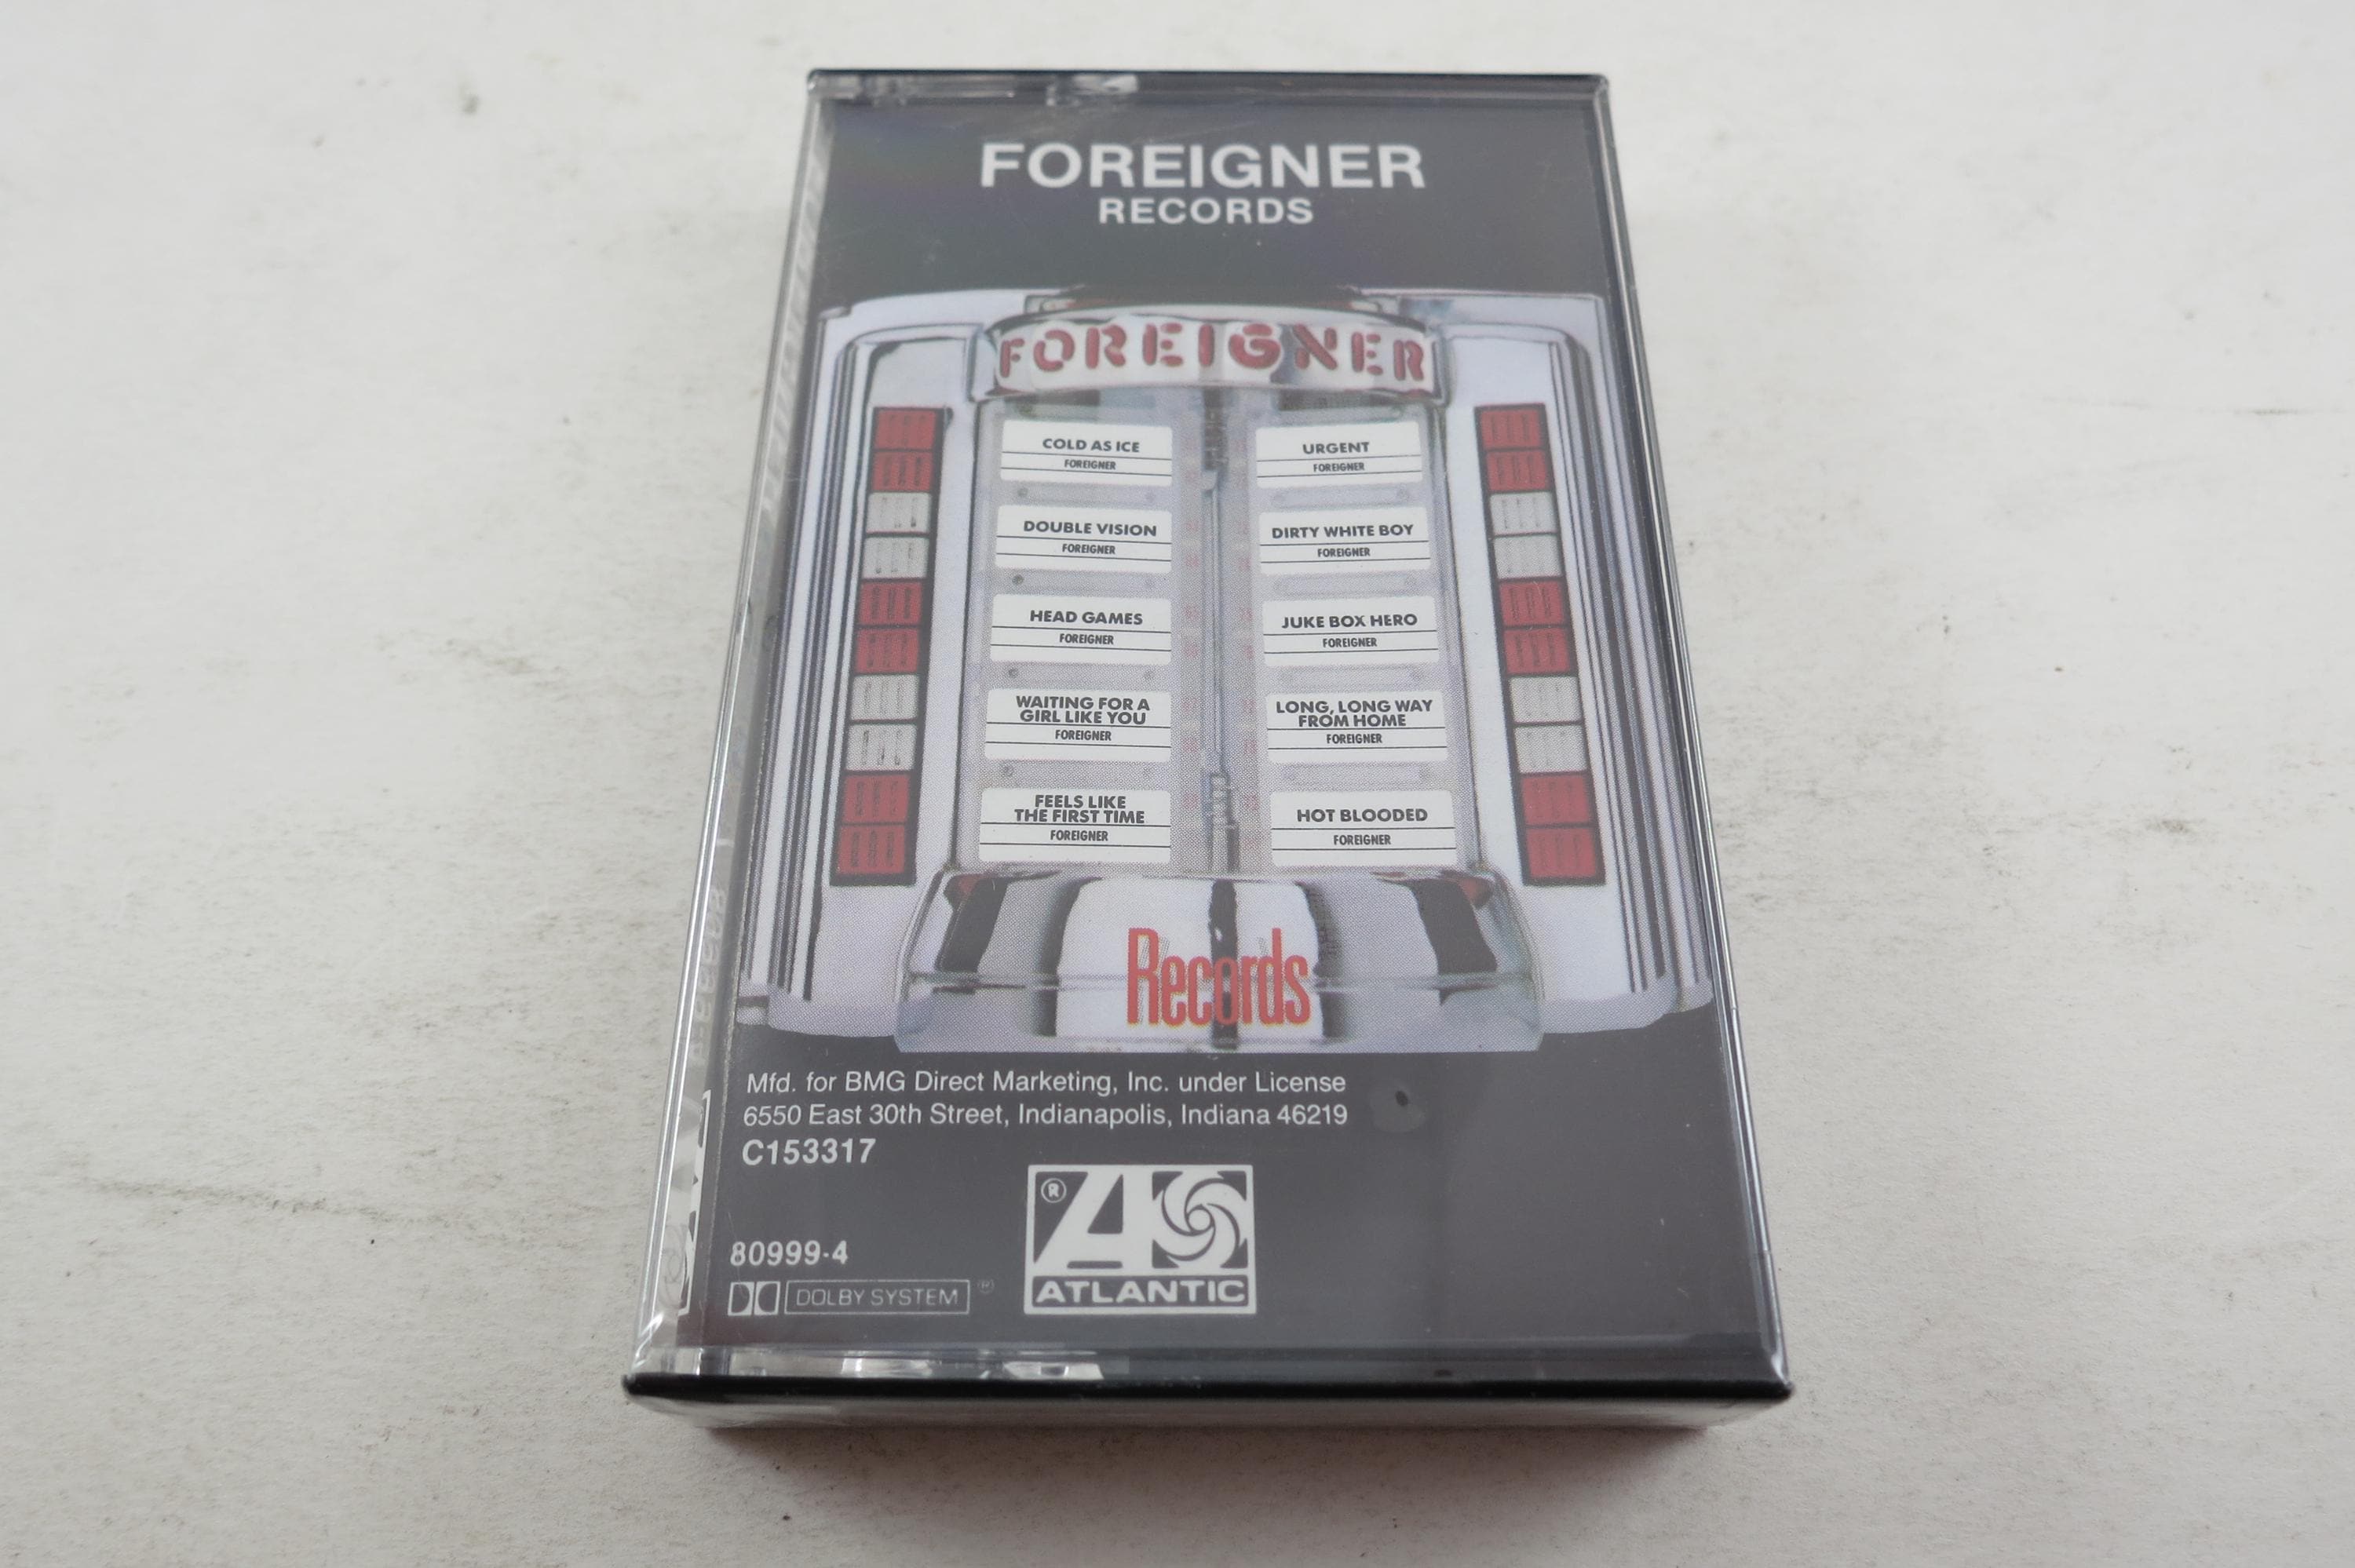 FOREIGNER
RECORDS
FOREIGNER
COLD AS ICE
FOREIGNER
URGENT
FOREIGNER
DOUBLE VISION
FOREIGNER
DIRTY WHITE BOY
FOREIGNER
HEAD GAMES
FOREIGNER
JUKE BOX HERO
FOREIGNER
WAITING FOR A
GIRL LIKE YOU
FOREIGNER
LONG, LONG WAY
FROM HOME
FOREIGNER
FEELS LIKE
THE FIRST TIME
FOREIGNER
HOT BLOODED
FOREIGNER
Records
Mfd. for BMG Direct Marketing, Inc. under License
6550 East 30th Street, Indianapolis, Indiana 46219
C153317
80999-4
DOLBY SYSTEM ®
®
ATLANTIC